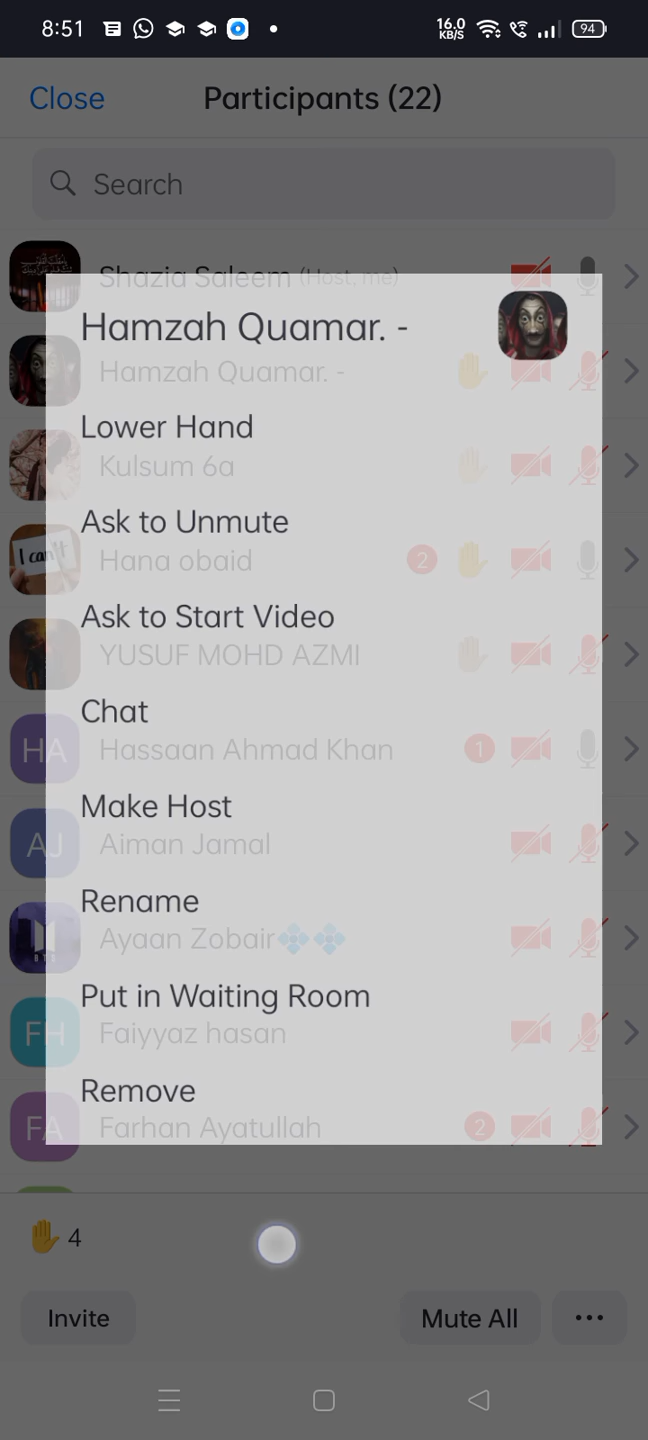 8:51
16.0
KB/S
94
Close
Participants (22)
Search
Shazia Saleem (Host, me)
Hamzah Quamar. -
Hamzah Quamar. -
Lower Hand
Kulsum 6a
Ask to Unmute
I can't
Hana obaid
2
Ask to Start Video
YUSUF MOHD AZMI
Chat
HA
Hassaan Ahmad Khan
1
Make Host
AJ
Aiman Jamal
Rename
Ayaan Zobair
BTS
Put in Waiting Room
FH
Faiyyaz hasan
Remove
FA
Farhan Ayatullah
2
4
Invite
Mute All